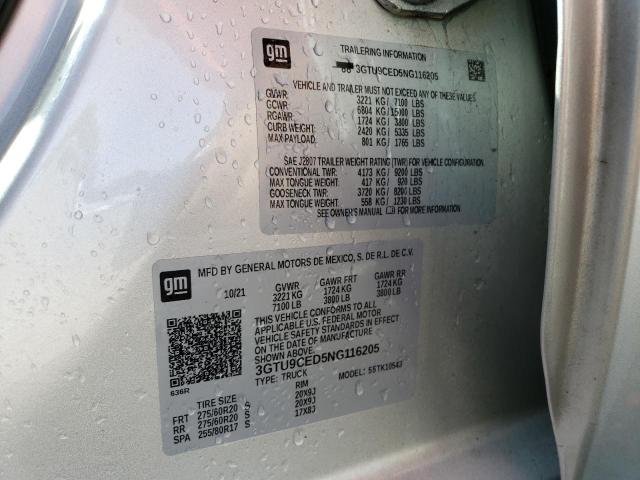 gm
TRAILERING INFORMATION
3GTU9CED5NG116205
VEHICLE AND TRAILER MUST NOT EXCEED ANY OF THESE VALUES
GVWR: 3221 KG / 7100 LBS
GCWR: 6804 KG / 15000 LBS
RGAWR: 1724 KG / 3800 LBS
CURB WEIGHT: 2420 KG / 5335 LBS
MAX PAYLOAD: 801 KG / 1765 LBS
SAE J2807 TRAILER WEIGHT RATING (TWR) FOR VEHICLE CONFIGURATION.
CONVENTIONAL TWR: 4173 KG / 9200 LBS
MAX TONGUE WEIGHT: 417 KG / 920 LBS
GOOSENECK TWR: 3720 KG / 8200 LBS
MAX TONGUE WEIGHT: 558 KG / 1230 LBS
SEE OWNER'S MANUAL FOR MORE INFORMATION
gm
MFD BY GENERAL MOTORS DE MEXICO, S. DE R.L. DE C.V.
10/21 GVWR GAWR FRT GAWR RR
3221 KG 1724 KG 1724 KG
7100 LB 3800 LB 3800 LB
THIS VEHICLE CONFORMS TO ALL
APPLICABLE U.S. FEDERAL MOTOR
VEHICLE SAFETY STANDARDS IN EFFECT
ON THE DATE OF MANUFACTURE
SHOWN ABOVE.
3GTU9CED5NG116205
TYPE: TRUCK MODEL: 5STK10543
636R
TIRE SIZE RIM
FRT 275/60R20 S 20X9J
RR 275/60R20 S 20X9J
SPA 255/80R17 S 17X8J